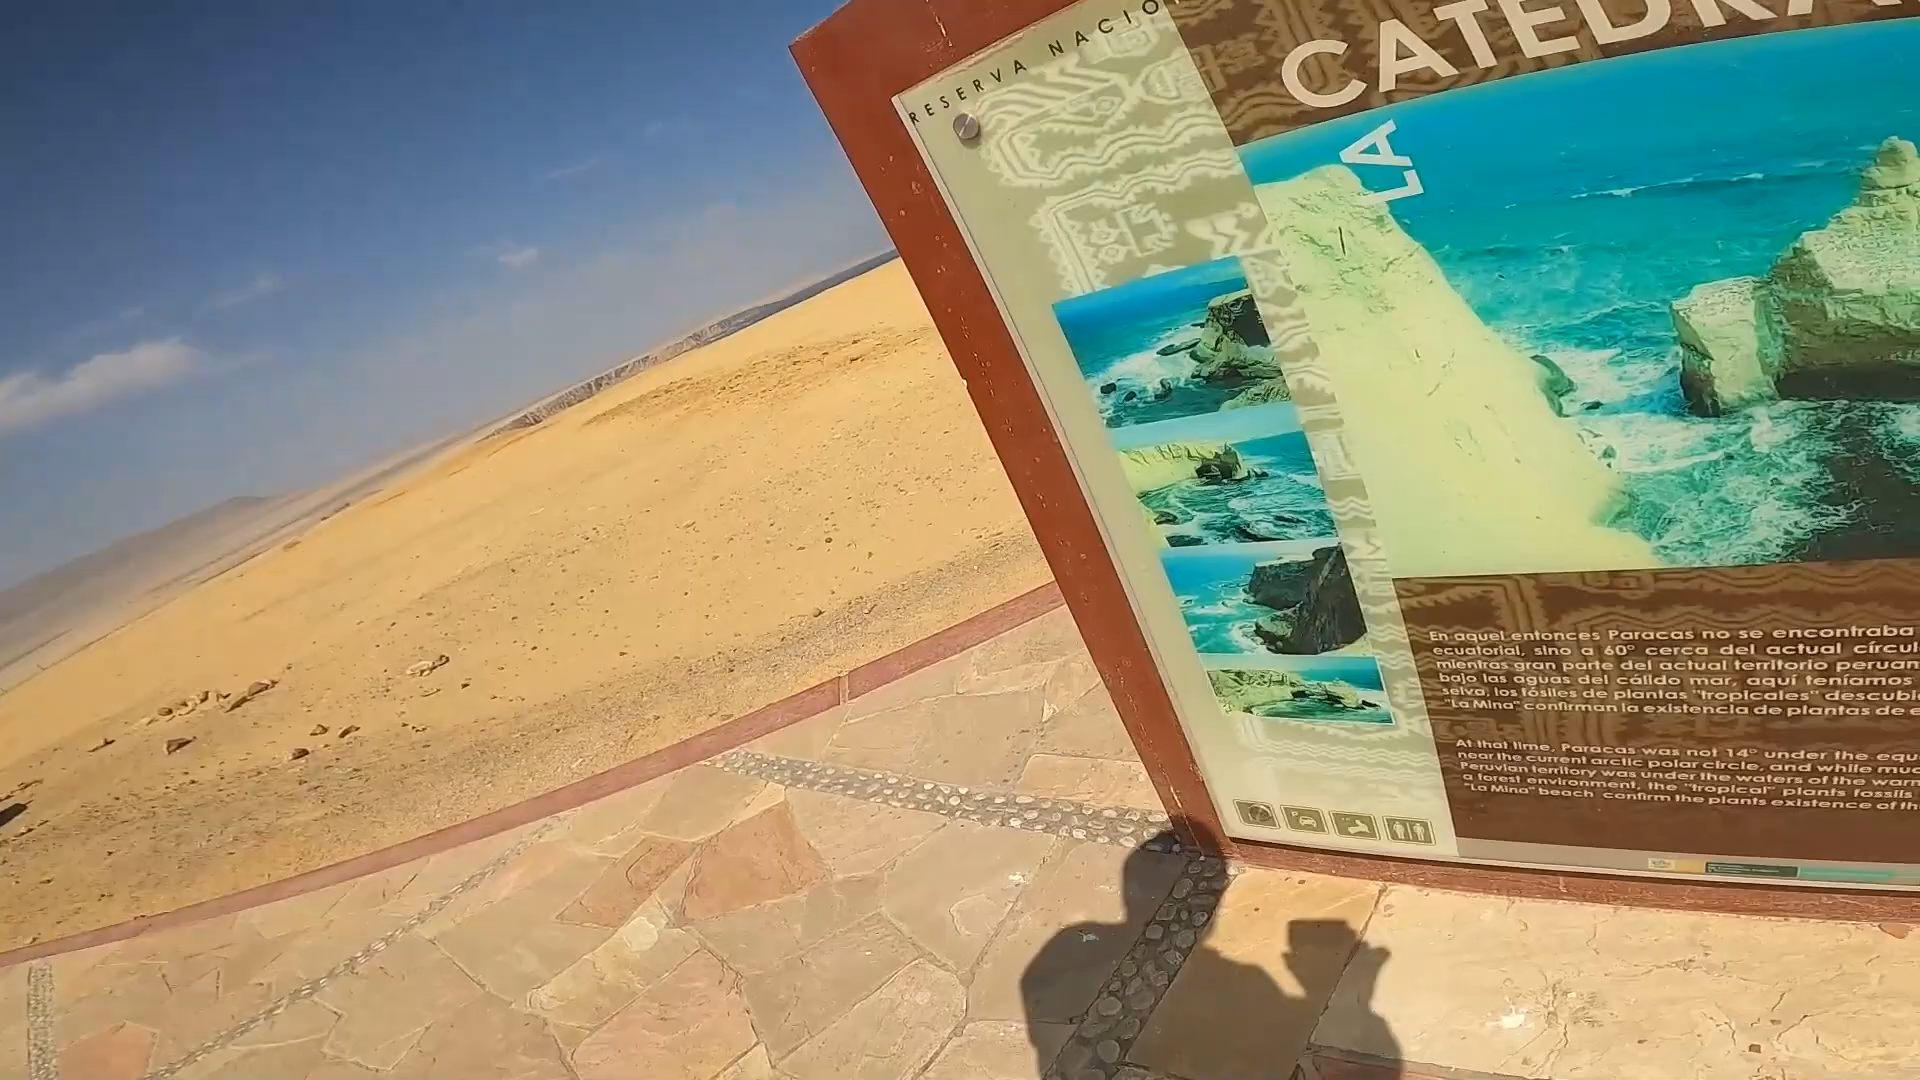 RESERVA NACIO
CATEDRA
LA
En aquel entonces Paracas no se encontraba
ecuatorial, sino a 60° cerca del actual círcul
mientras gran parte del actual territorio peruan
bajo las aguas del cálido mar, aquí teníamos
selva, los fósiles de plantas "tropicales" descubi
"La Mina" confirman la existencia de plantas de e
At that time, Paracas was not 14° under the equ
near the current arctic polar circle, and while muc
Peruvian territory was under the waters of the warm
a forest environment, the "tropical" plants fossils
"La Mina" beach confirm the plants existence of th